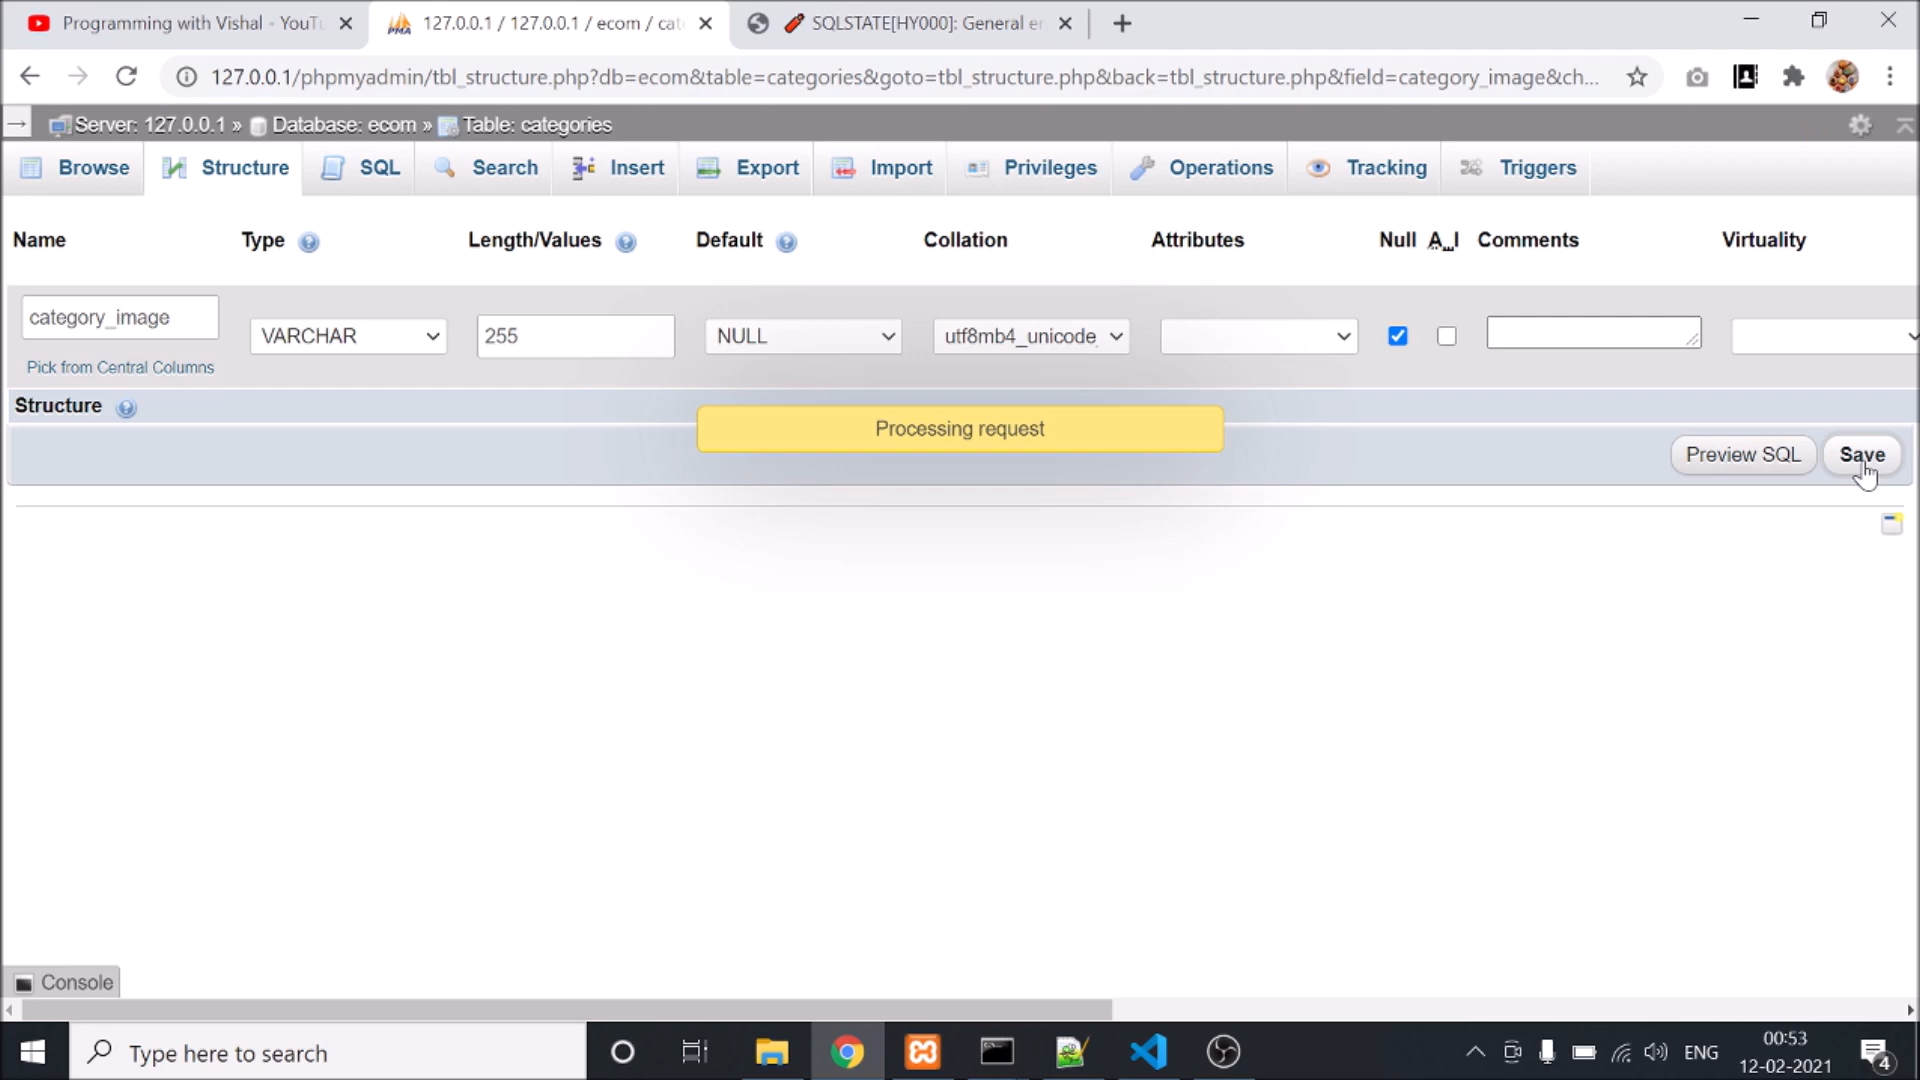 Programming with Vishal - YouTu
127.0.0.1 / 127.0.0.1 / ecom / cat
SQLSTATE[HY000]: General er
127.0.0.1/phpmyadmin/tbl_structure.php?db=ecom&table=categories&goto=tbl_structure.php&back=tbl_structure.php&field=category_image&ch...
Server: 127.0.0.1 » Database: ecom » Table: categories
Browse Structure SQL Search Insert Export Import Privileges Operations Tracking Triggers
Name Type Length/Values Default Collation Attributes Null A_I Comments Virtuality
category_image VARCHAR 255 NULL utf8mb4_unicode_
Pick from Central Columns
Structure
Processing request
Preview SQL Save
Console
Type here to search
ENG
00:53
12-02-2021
4